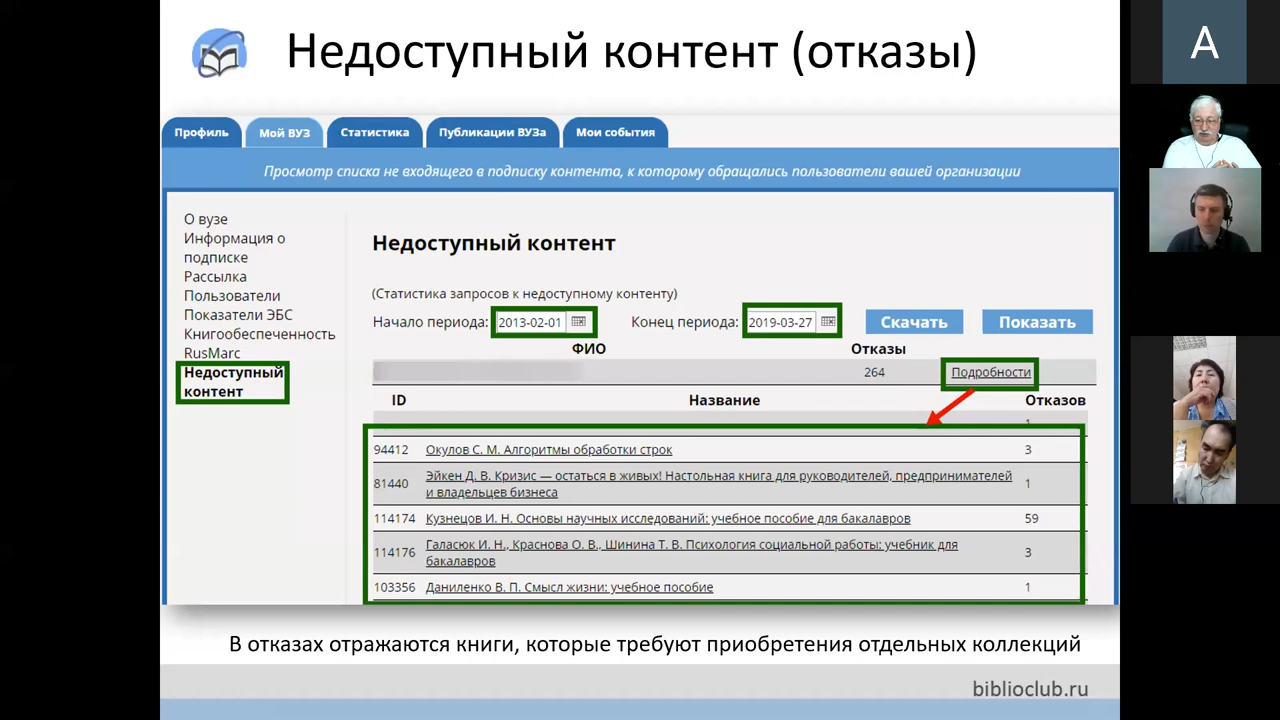 Недоступный контент (отказы)
A
Профиль
Мой ВУЗ
Статистика
Публикации ВУЗа
Мои события
Просмотр списка не входящего в подписку контента, к которому обращались пользователи вашей организации
О вузе
Информация о
подписке
Рассылка
Пользователи
Показатели ЭБС
Книгообеспеченность
RusMarc
Недоступный
контент
Недоступный контент
(Статистика запросов к недоступному контенту)
Начало периода: 2013-02-01 Конец периода: 2019-03-27 Скачать Показать
ФИО Отказы
264 Подробности
ID Название Отказов
94412 Окулов С. М. Алгоритмы обработки строк 3
81440 Эйкен Д. В. Кризис — остаться в живых! Настольная книга для руководителей, предпринимателей
и владельцев бизнеса 1
114174 Кузнецов И. Н. Основы научных исследований: учебное пособие для бакалавров 59
114176 Галасюк И. Н., Краснова О. В., Шинина Т. В. Психология социальной работы: учебник для
бакалавров 3
103356 Даниленко В. П. Смысл жизни: учебное пособие 1
В отказах отражаются книги, которые требуют приобретения отдельных коллекций
biblioclub.ru